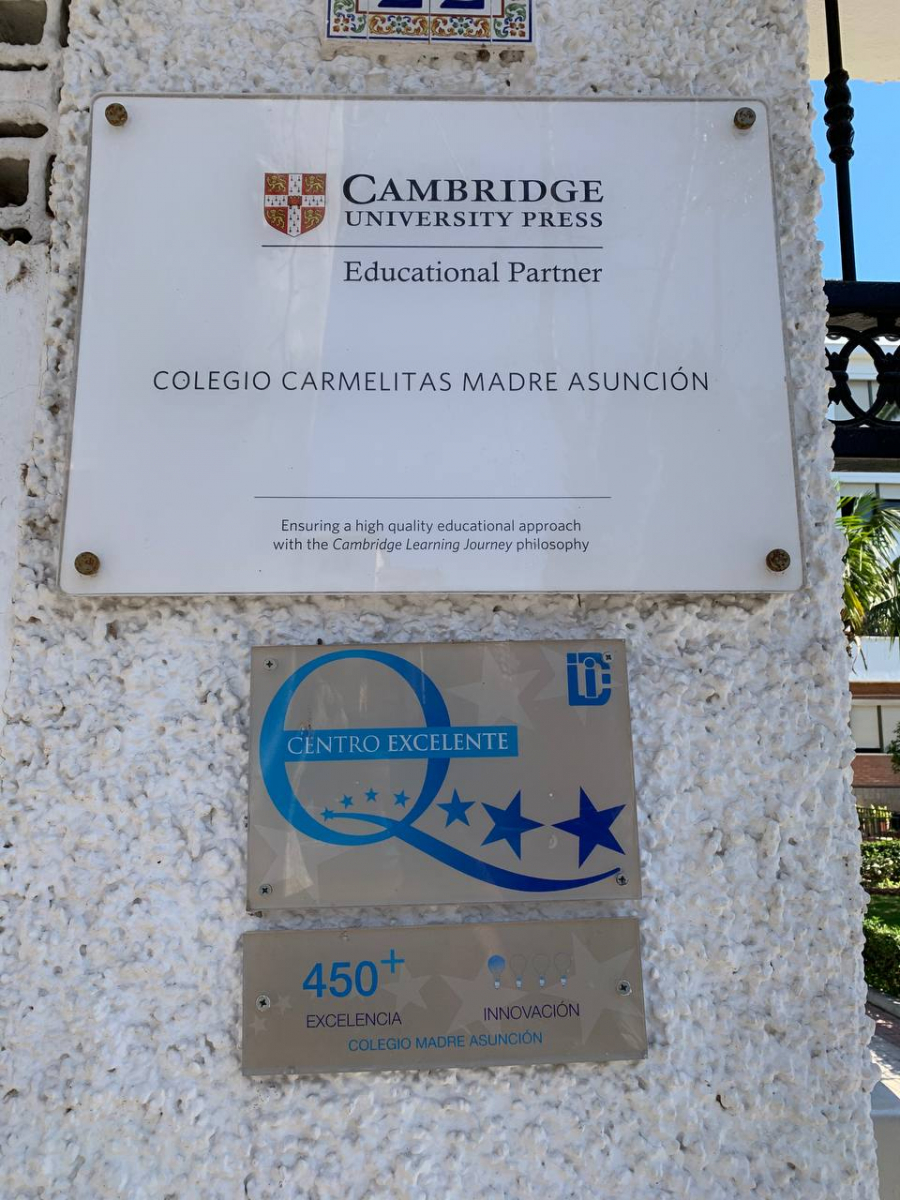 22
CAMBRIDGE
UNIVERSITY PRESS
Educational Partner
COLEGIO CARMELITAS MADRE ASUNCIÓN
Ensuring a high quality educational approach
with the Cambridge Learning Journey philosophy
CENTRO EXCELENTE
450+
EXCELENCIA
INNOVACIÓN
COLEGIO MADRE ASUNCIÓN